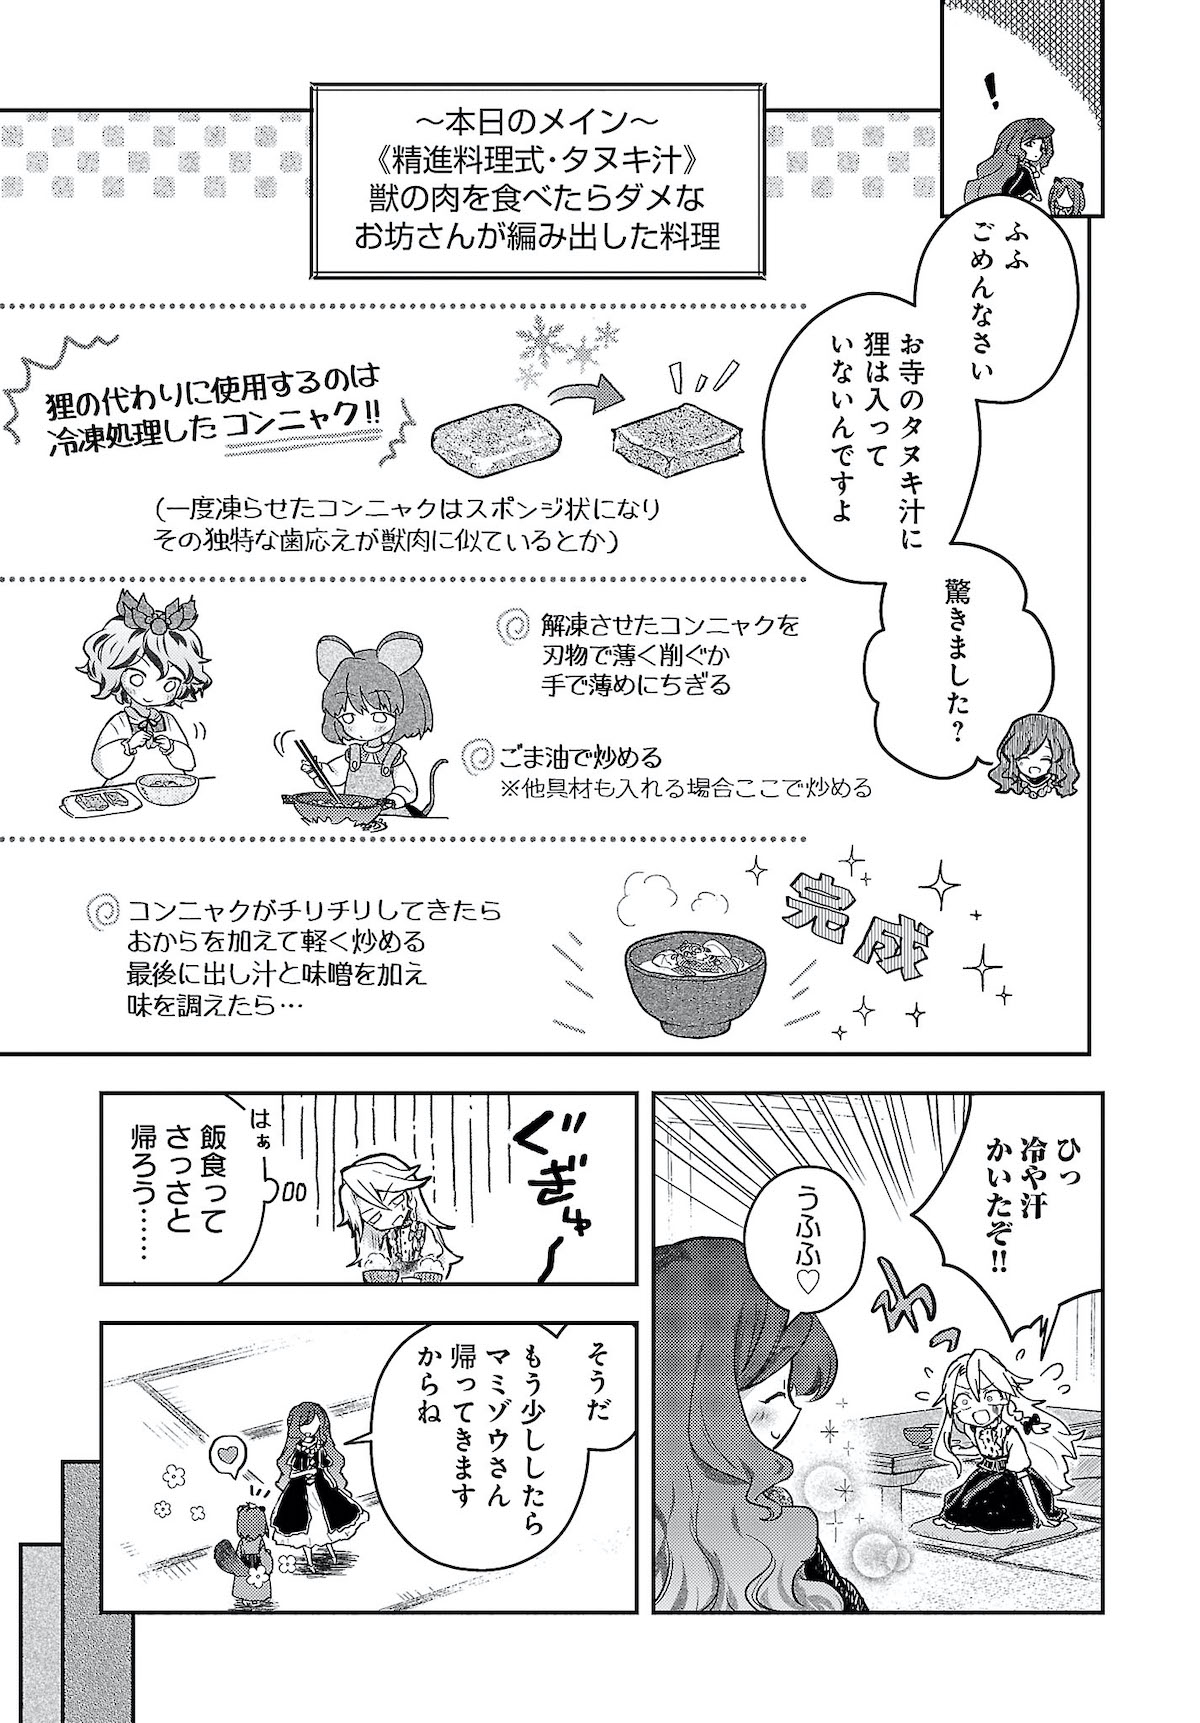 ！
ふふ
ごめんなさい
お寺のタヌキ汁に
狸は入って
いないんですよ
驚きました？
～本日のメイン～
《精進料理式・タヌキ汁》
獣の肉を食べたらダメな
お坊さんが編み出した料理
狸の代わりに使用するのは
冷凍処理したコンニャク!!
(一度凍らせたコンニャクはスポンジ状になり
その独特な歯応えが獣肉に似ているとか)
解凍させたコンニャクを
刃物で薄く削ぐか
手で薄めにちぎる
ごま油で炒める
※他具材も入れる場合ここで炒める
コンニャクがチリチリしてきたら
おからを加えて軽く炒める
最後に出し汁と味噌を加え
味を調えたら…
完成
ひっ
冷や汗
かいたぞ!!
うふふ♡
わっ
ぐぎゅ〜
はぁ
飯食って
さっさと
帰ろう……
そうだ
もう少ししたら
マミゾウさん
帰ってきます
からね